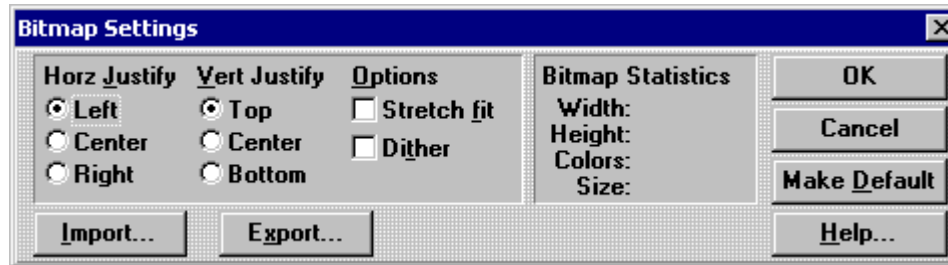 Bitmap Settings
Horz Justify
Left
Center
Right
Vert Justify
Top
Center
Bottom
Options
Stretch fit
Dither
Bitmap Statistics
Width:
Height:
Colors:
Size:
OK
Cancel
Make Default
Help...
Import...
Export...